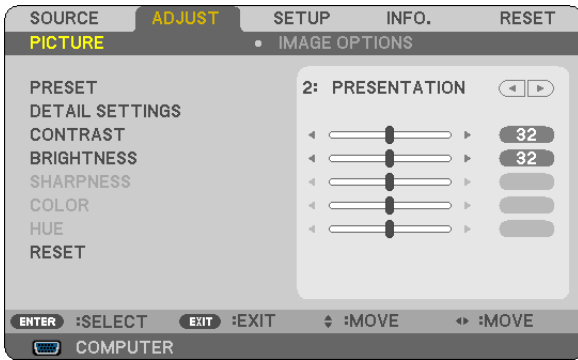 SOURCE ADJUST SETUP INFO. RESET
PICTURE • IMAGE OPTIONS
PRESET 2: PRESENTATION
DETAIL SETTINGS
CONTRAST 32
BRIGHTNESS 32
SHARPNESS
COLOR
HUE
RESET
ENTER :SELECT EXIT :EXIT :MOVE :MOVE
COMPUTER